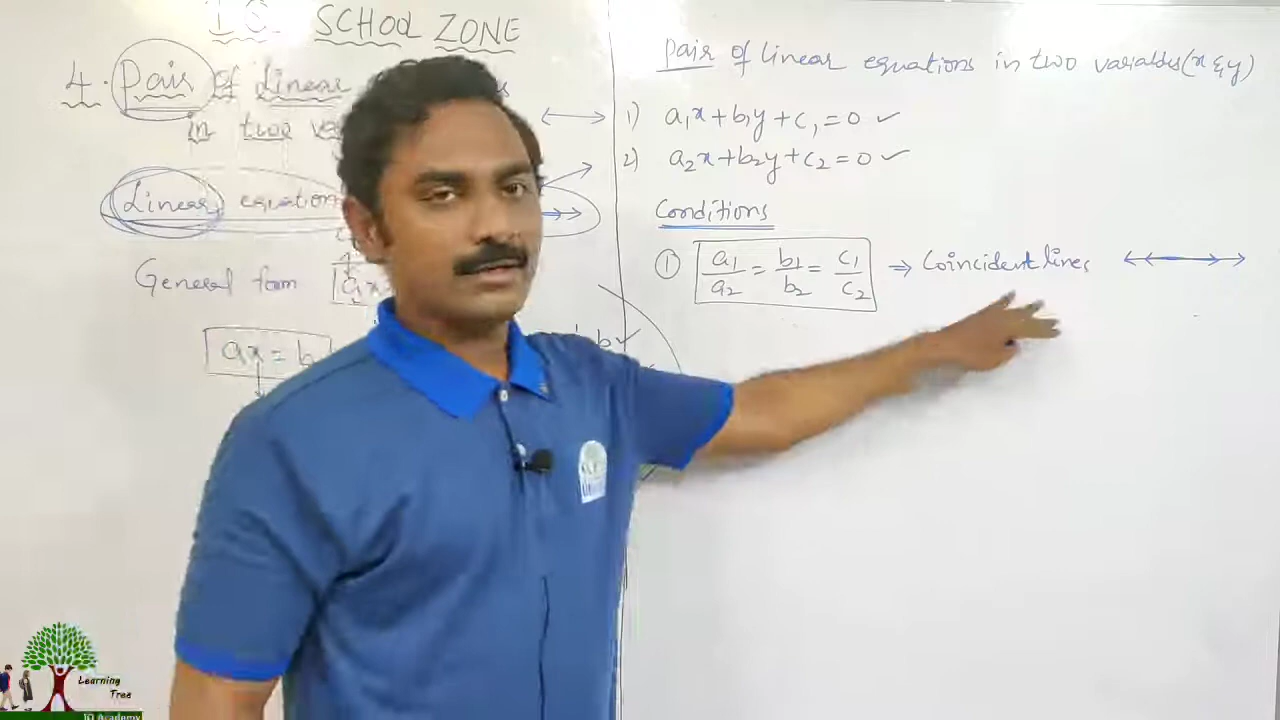 SCHOOL ZONE
4. Pair of Linear
in two
Linear equation
General form
ax = b
Pair of linear equations in two variables (x & y)
1) a₁x + b₁y + c₁ = 0 ✓
2) a₂x + b₂y + c₂ = 0 ✓
Conditions
① a₁/a₂ = b₁/b₂ = c₁/c₂ ⇒ Coincident lines
Learning
Tree
IQ Academy